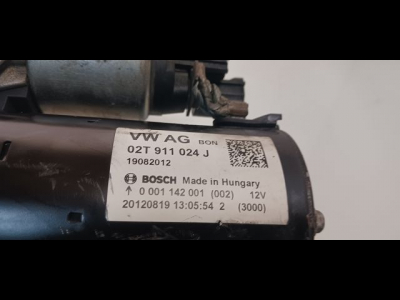 VW AG BON
02T 911 024 J
19082012
BOSCH Made in Hungary
↑ 0 001 142 001 (002) 12V
20120819 13:05:54 2 (3000)